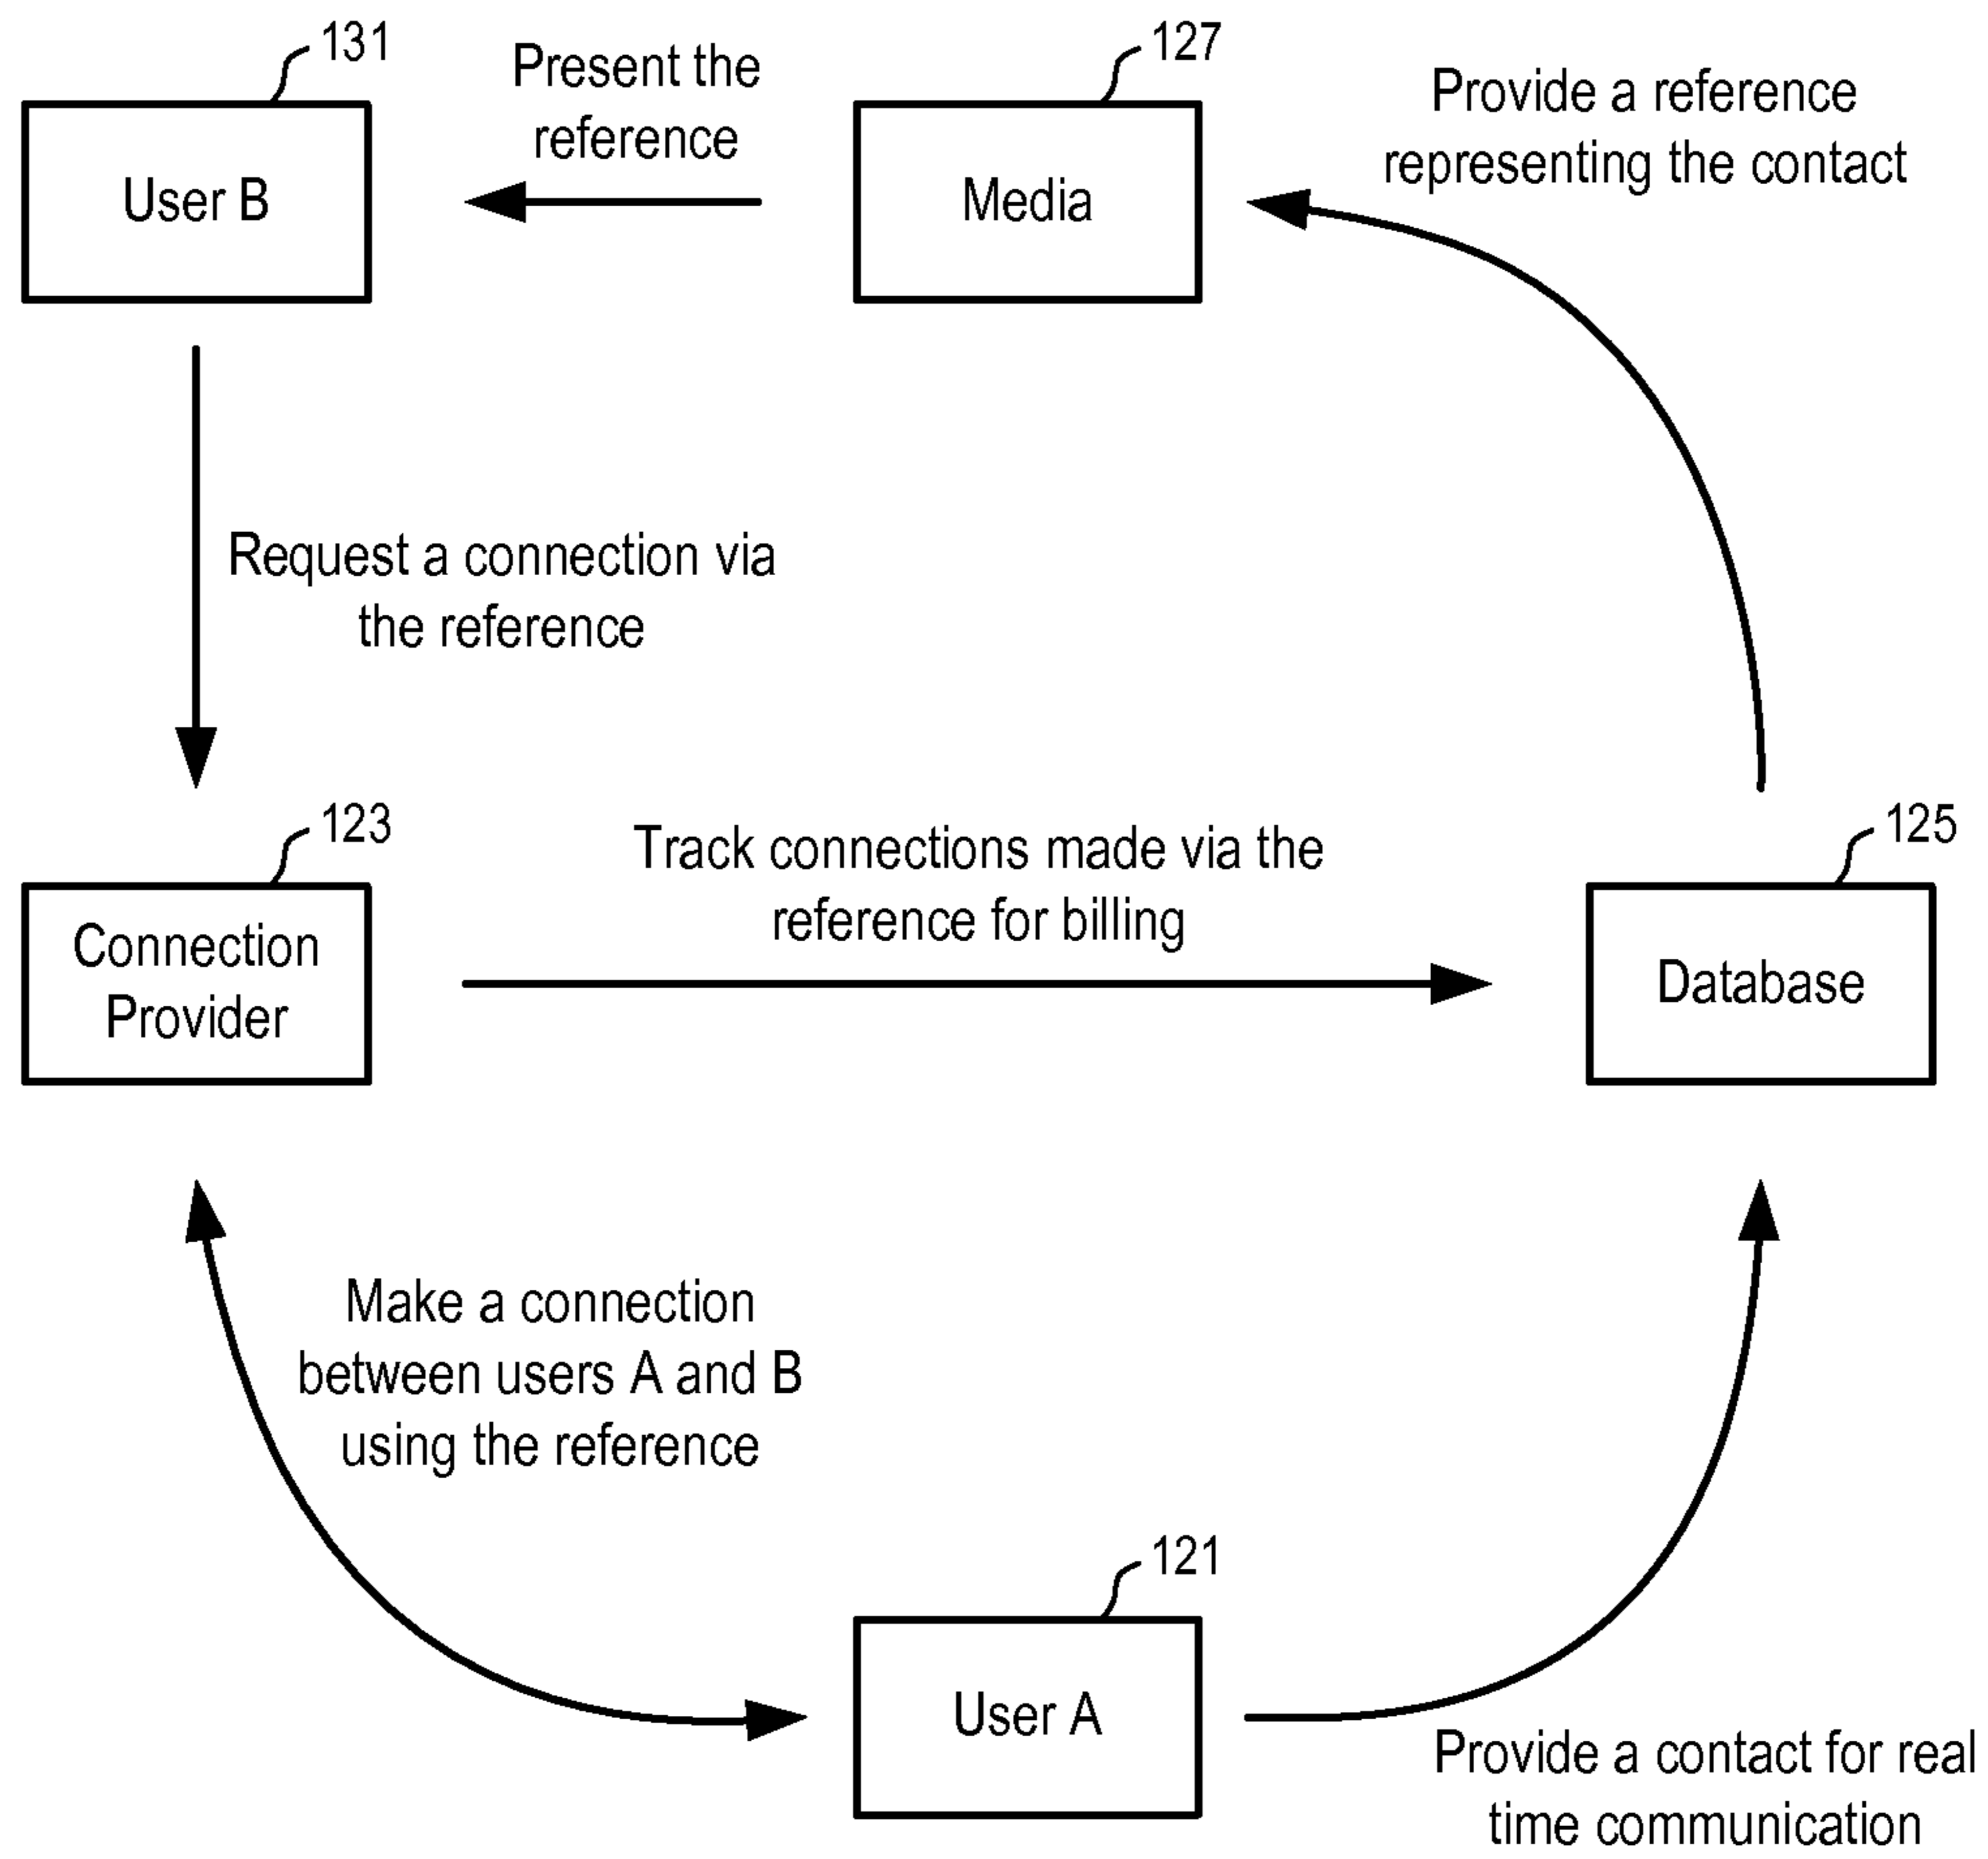 131
Present the
reference
127
Provide a reference
representing the contact
User B
Media
Request a connection via
the reference
123
Track connections made via the
reference for billing
125
Connection
Provider
Database
Make a connection
between users A and B
using the reference
121
User A
Provide a contact for real
time communication